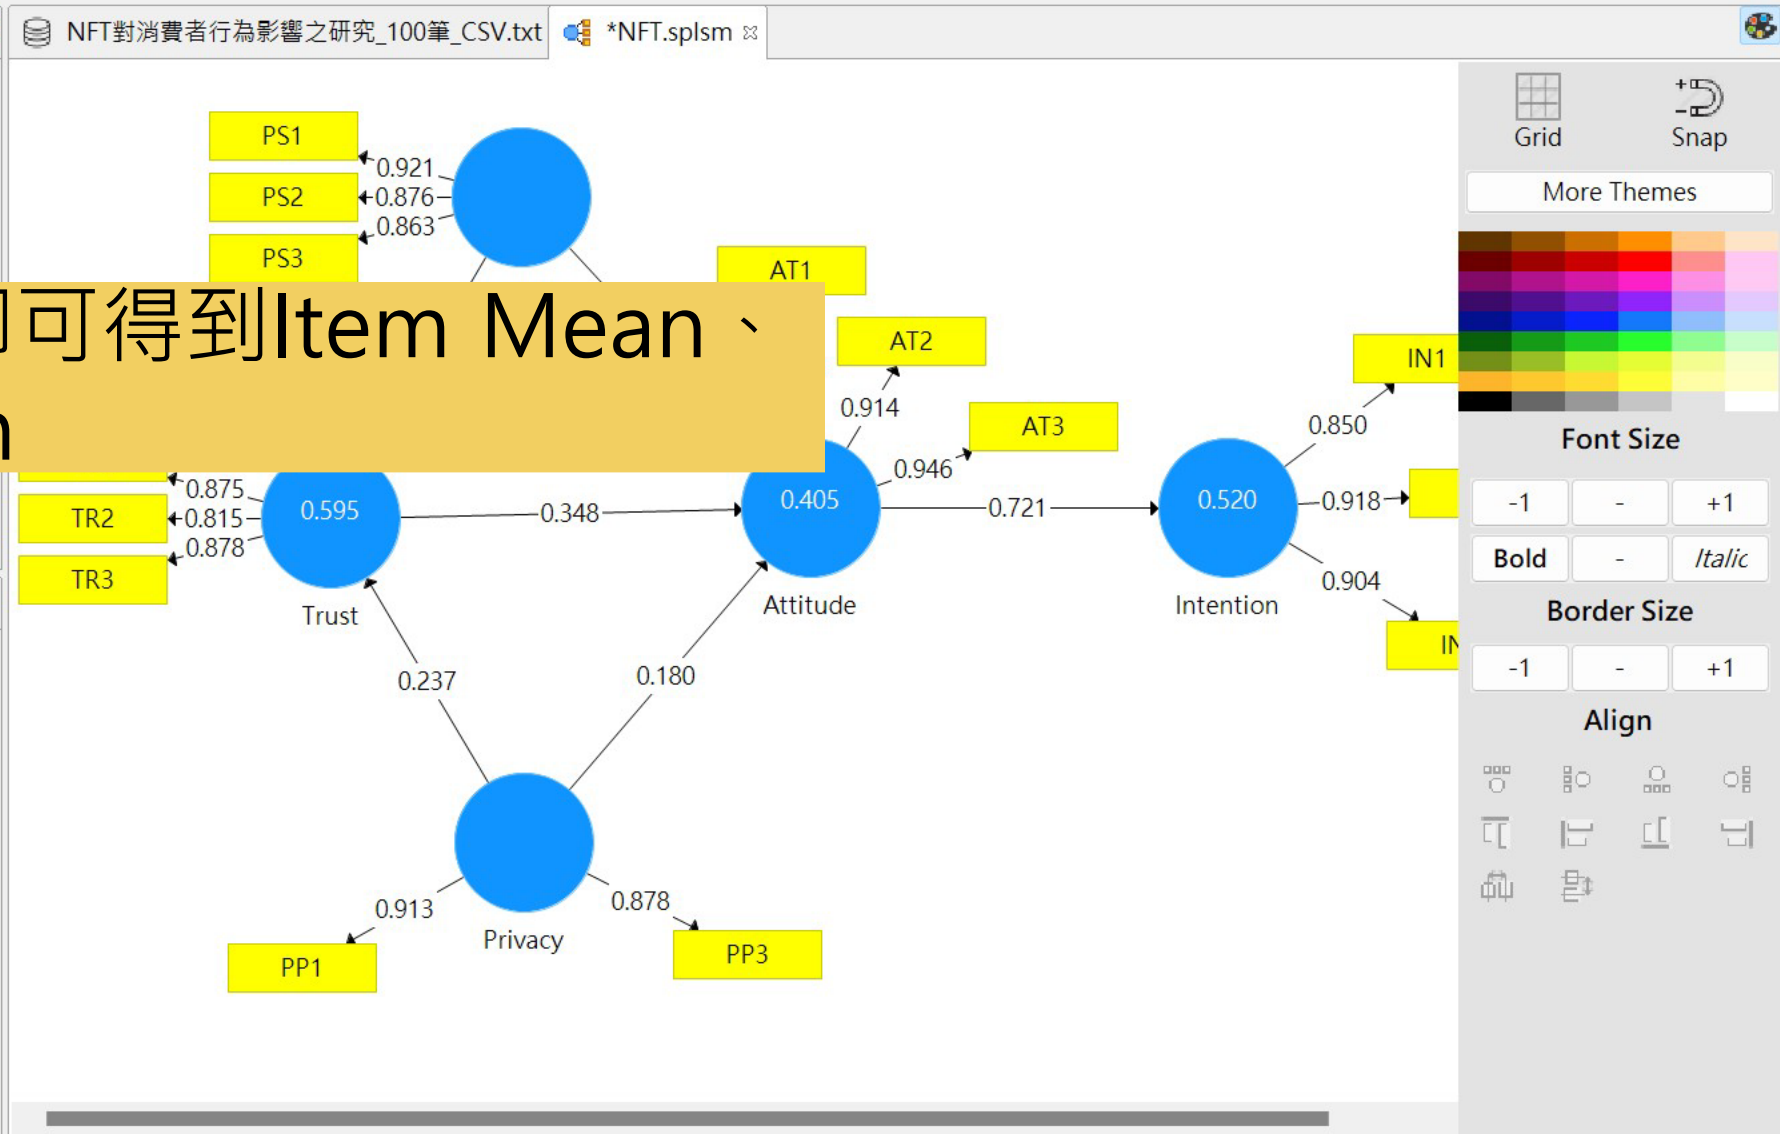 NFT對消費者行為影響之研究_100筆_CSV.txt
*NFT.splsm
Grid
Snap
More Themes
PS1
0.921
PS2
0.876
0.863
PS3
AT1
可得到Item Mean、
AT2
0.914
AT3
0.946
IN1
0.850
Font Size
-1 - +1
Bold - Italic
Border Size
-1 - +1
Align
0.875
TR2
0.815
0.878
TR3
0.595
Trust
0.348
0.405
Attitude
0.721
0.520
Intention
0.918
0.904
0.237
0.180
Privacy
0.913
PP1
0.878
PP3